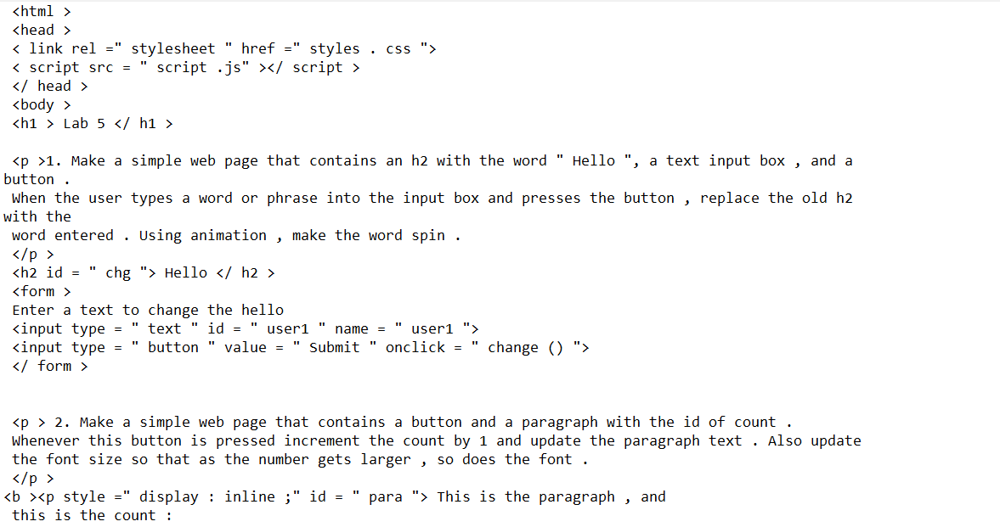 <html >
<head >
< link rel =" stylesheet " href =" styles . css ">
< script src = " script .js" ></ script >
</ head >
<body >
<h1 > Lab 5 </ h1 >
<p >1. Make a simple web page that contains an h2 with the word " Hello ", a text input box , and a
button .
When the user types a word or phrase into the input box and presses the button , replace the old h2
with the
word entered . Using animation , make the word spin .
</p >
<h2 id = " chg "> Hello </ h2 >
<form >
Enter a text to change the hello
<input type = " text " id = " user1 " name = " user1 ">
<input type = " button " value = " Submit " onclick = " change () ">
</ form >
<p > 2. Make a simple web page that contains a button and a paragraph with the id of count .
Whenever this button is pressed increment the count by 1 and update the paragraph text . Also update
the font size so that as the number gets larger , so does the font .
</p >
<b ><p style =" display : inline ;" id = " para "> This is the paragraph , and
this is the count :